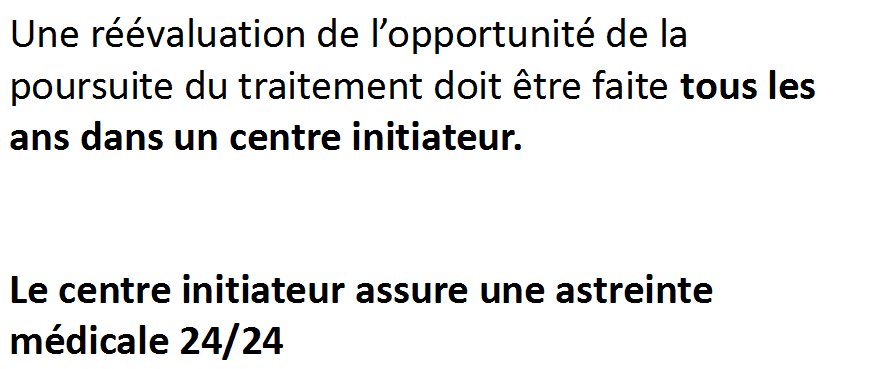 Une réévaluation de l’opportunité de la
poursuite du traitement doit être faite tous les
ans dans un centre initiateur.
Le centre initiateur assure une astreinte
médicale 24/24